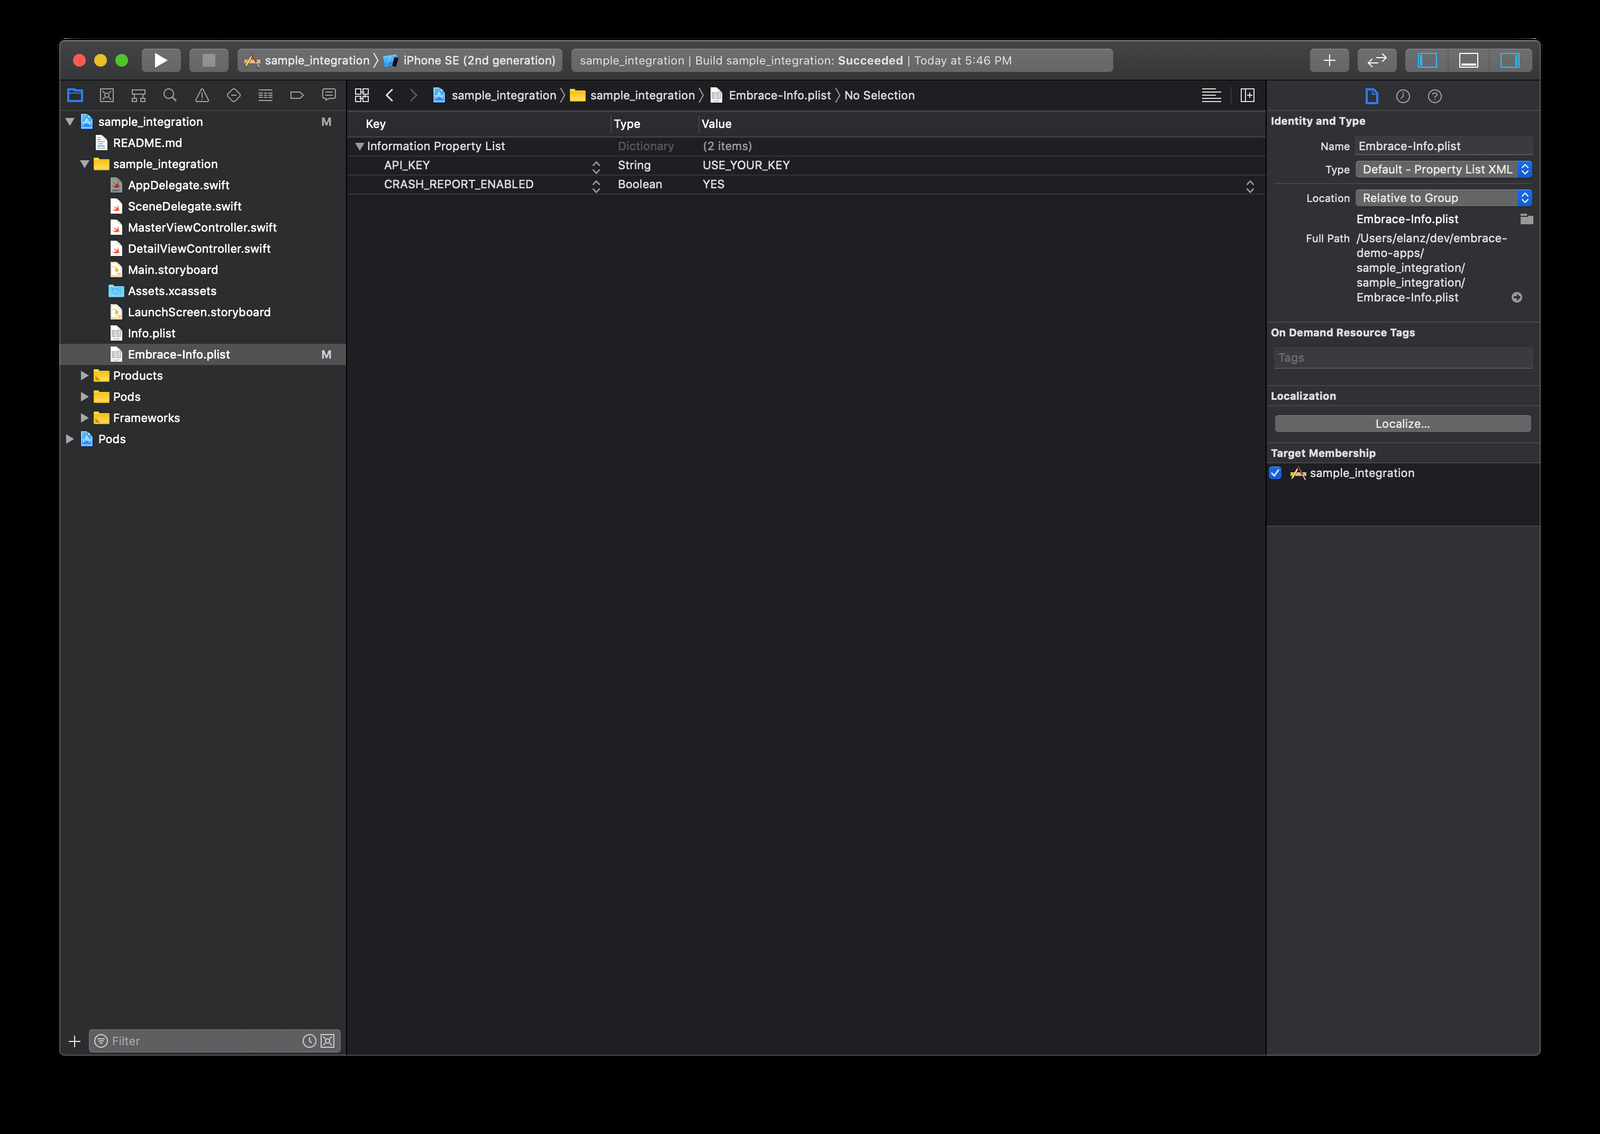 sample_integration 〉 iPhone SE (2nd generation)
sample_integration | Build sample_integration: Succeeded | Today at 5:46 PM
sample_integration 〉 sample_integration 〉 Embrace-Info.plist 〉 No Selection
sample_integration M
README.md
sample_integration
AppDelegate.swift
SceneDelegate.swift
MasterViewController.swift
DetailViewController.swift
Main.storyboard
Assets.xcassets
LaunchScreen.storyboard
Info.plist
Embrace-Info.plist M
Products
Pods
Frameworks
Pods
Filter
Key Type Value
Information Property List Dictionary (2 items)
API_KEY String USE_YOUR_KEY
CRASH_REPORT_ENABLED Boolean YES
Identity and Type
Name Embrace-Info.plist
Type Default - Property List XML
Location Relative to Group
Embrace-Info.plist
Full Path /Users/elanz/dev/embrace-
demo-apps/
sample_integration/
sample_integration/
Embrace-Info.plist
On Demand Resource Tags
Tags
Localization
Localize...
Target Membership
sample_integration